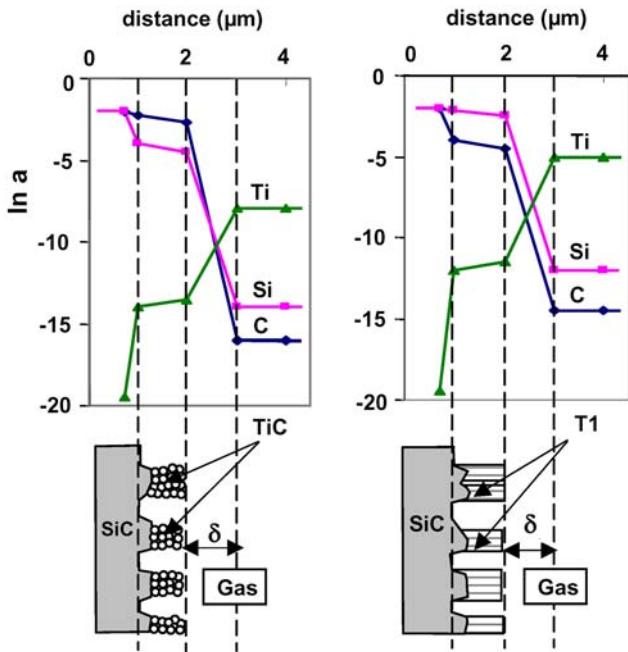 distance (µm)
0 2 4
0
-5
-10
-15
-20
ln a
Ti
Si
C
TiC
SiC
δ
Gas
distance (µm)
0 2 4
0
-5
-10
-15
-20
Ti
Si
C
T1
SiC
δ
Gas